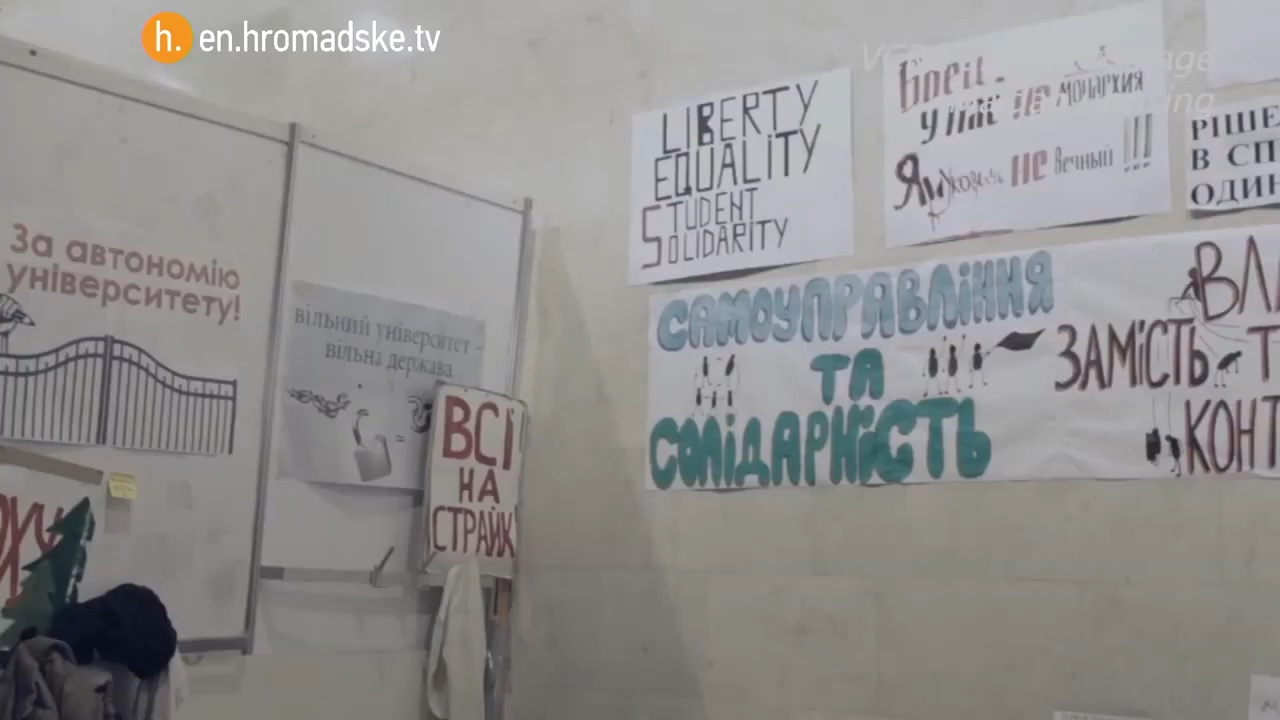 h. en.hromadske.tv
За автономію
університету!
вільний університет -
вільна держава
ВСІ
НА
СТРАЙК
LIBERTY
EQUALITY
STUDENT
SOLIDARITY
у нас не монархия
Янукович не вечный!!!
РІШЕ
В СП
ОДИН
САМОУПРАВЛІННЯ
ТА
СОЛІДАРНІСТЬ
ВЛА
ЗАМІСТЬ Т
КОНТ